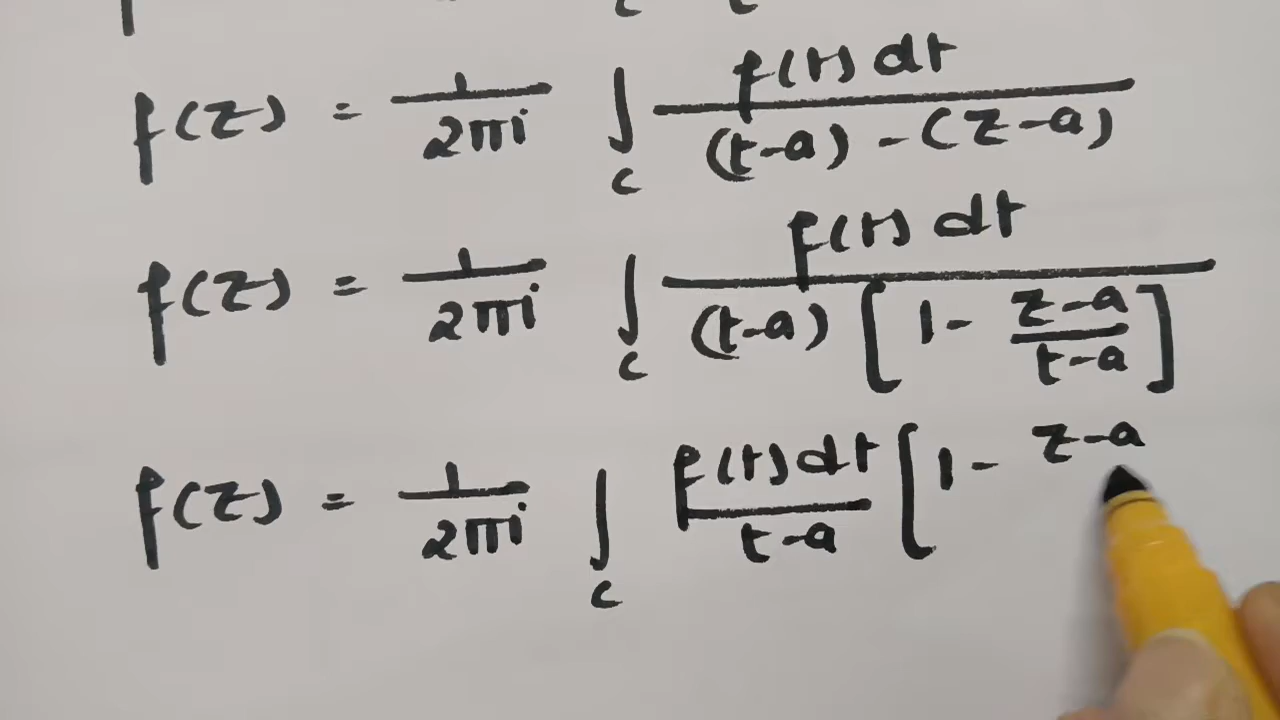 f(z) = 1/2πi ∫_c f(t) dt / (t-a) - (z-a)
f(z) = 1/2πi ∫_c f(t) dt / (t-a) [ 1 - z-a/t-a ]
f(z) = 1/2πi ∫_c f(t) dt / t-a [ 1 - z-a